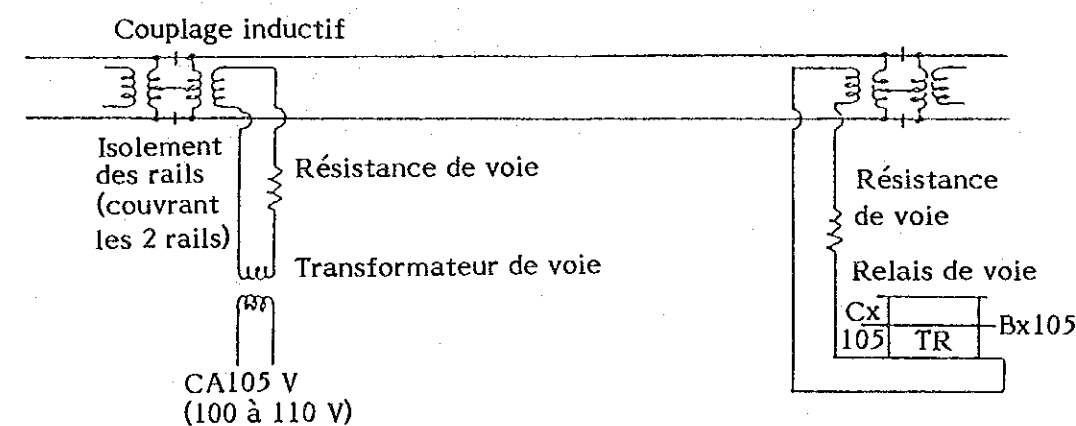 Couplage inductif
Isolement
des rails
(couvrant
les 2 rails)
Résistance de voie
Transformateur de voie
CA105 V
(100 à 110 V)
Résistance
de voie
Relais de voie
Cx
105
TR
Bx105